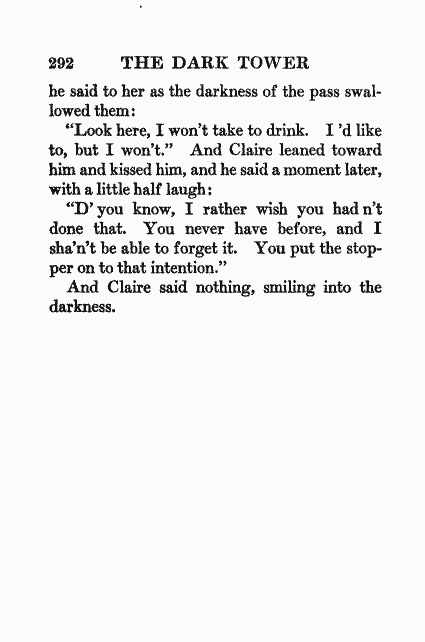 292 THE DARK TOWER
he said to her as the darkness of the pass swal-
lowed them:
"Look here, I won't take to drink. I 'd like
to, but I won't." And Claire leaned toward
him and kissed him, and he said a moment later,
with a little half laugh:
"D' you know, I rather wish you had n't
done that. You never have before, and I
sha'n't be able to forget it. You put the stop-
per on to that intention."
And Claire said nothing, smiling into the
darkness.